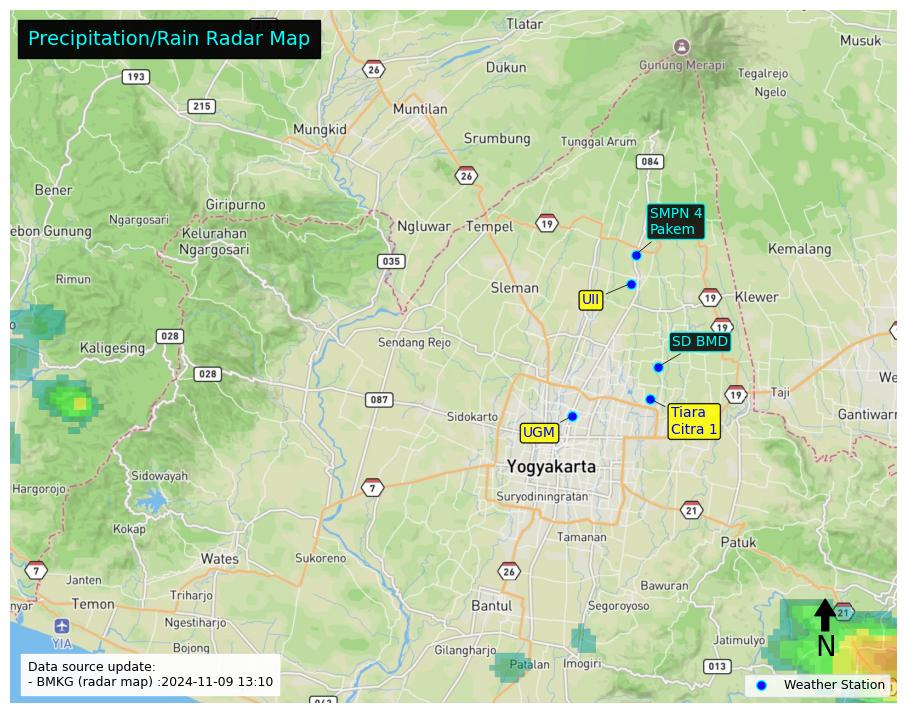 Precipitation/Rain Radar Map
Tlatar
Musuk
26
Gunung Merapi
193
Dukun
Tegalrejo
Ngelo
215
Muntilan
Mungkid
Srumbung
Tunggal Arum
084
26
Bener
Giripurno
SMPN 4
Pakem
Ngargosari
ebon Gunung
Kelurahan
Ngargosari
Ngluwar
Tempel
19
Kemalang
035
Rimun
Sleman
UII
19
Klewer
19
028
Kaligesing
Sendang Rejo
SD BMD
028
087
19
Taji
We
Sidokarto
Tiara
Citra 1
Gantiwarn
UGM
Yogyakarta
Sidowayah
Hargorojo
7
Suryodiningratan
21
Kokap
Tamanan
Patuk
Wates
Sukoreno
7
26
Janten
Bawuran
nyar
Temon
Triharjo
Bantul
Segoroyoso
21
YIA
Ngestiharjo
Jatimulyo
N
Bojong
Gilangharjo
Patalan
Imogiri
013
Data source update:
- BMKG (radar map) :2024-11-09 13:10
Weather Station